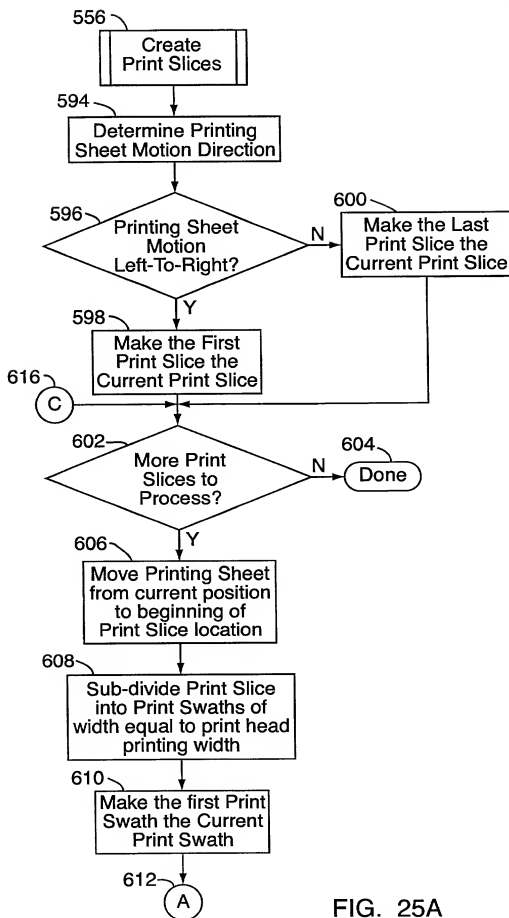 556
Create
Print Slices
594
Determine Printing
Sheet Motion Direction
596
Printing Sheet
Motion
Left-To-Right?
N
600
Make the Last
Print Slice the
Current Print Slice
Y
598
Make the First
Print Slice the
Current Print Slice
616
C
602
More Print
Slices to
Process?
N
604
Done
Y
606
Move Printing Sheet
from current position
to beginning of
Print Slice location
608
Sub-divide Print Slice
into Print Swaths of
width equal to print head
printing width
610
Make the first Print
Swath the Current
Print Swath
612
A
FIG. 25A